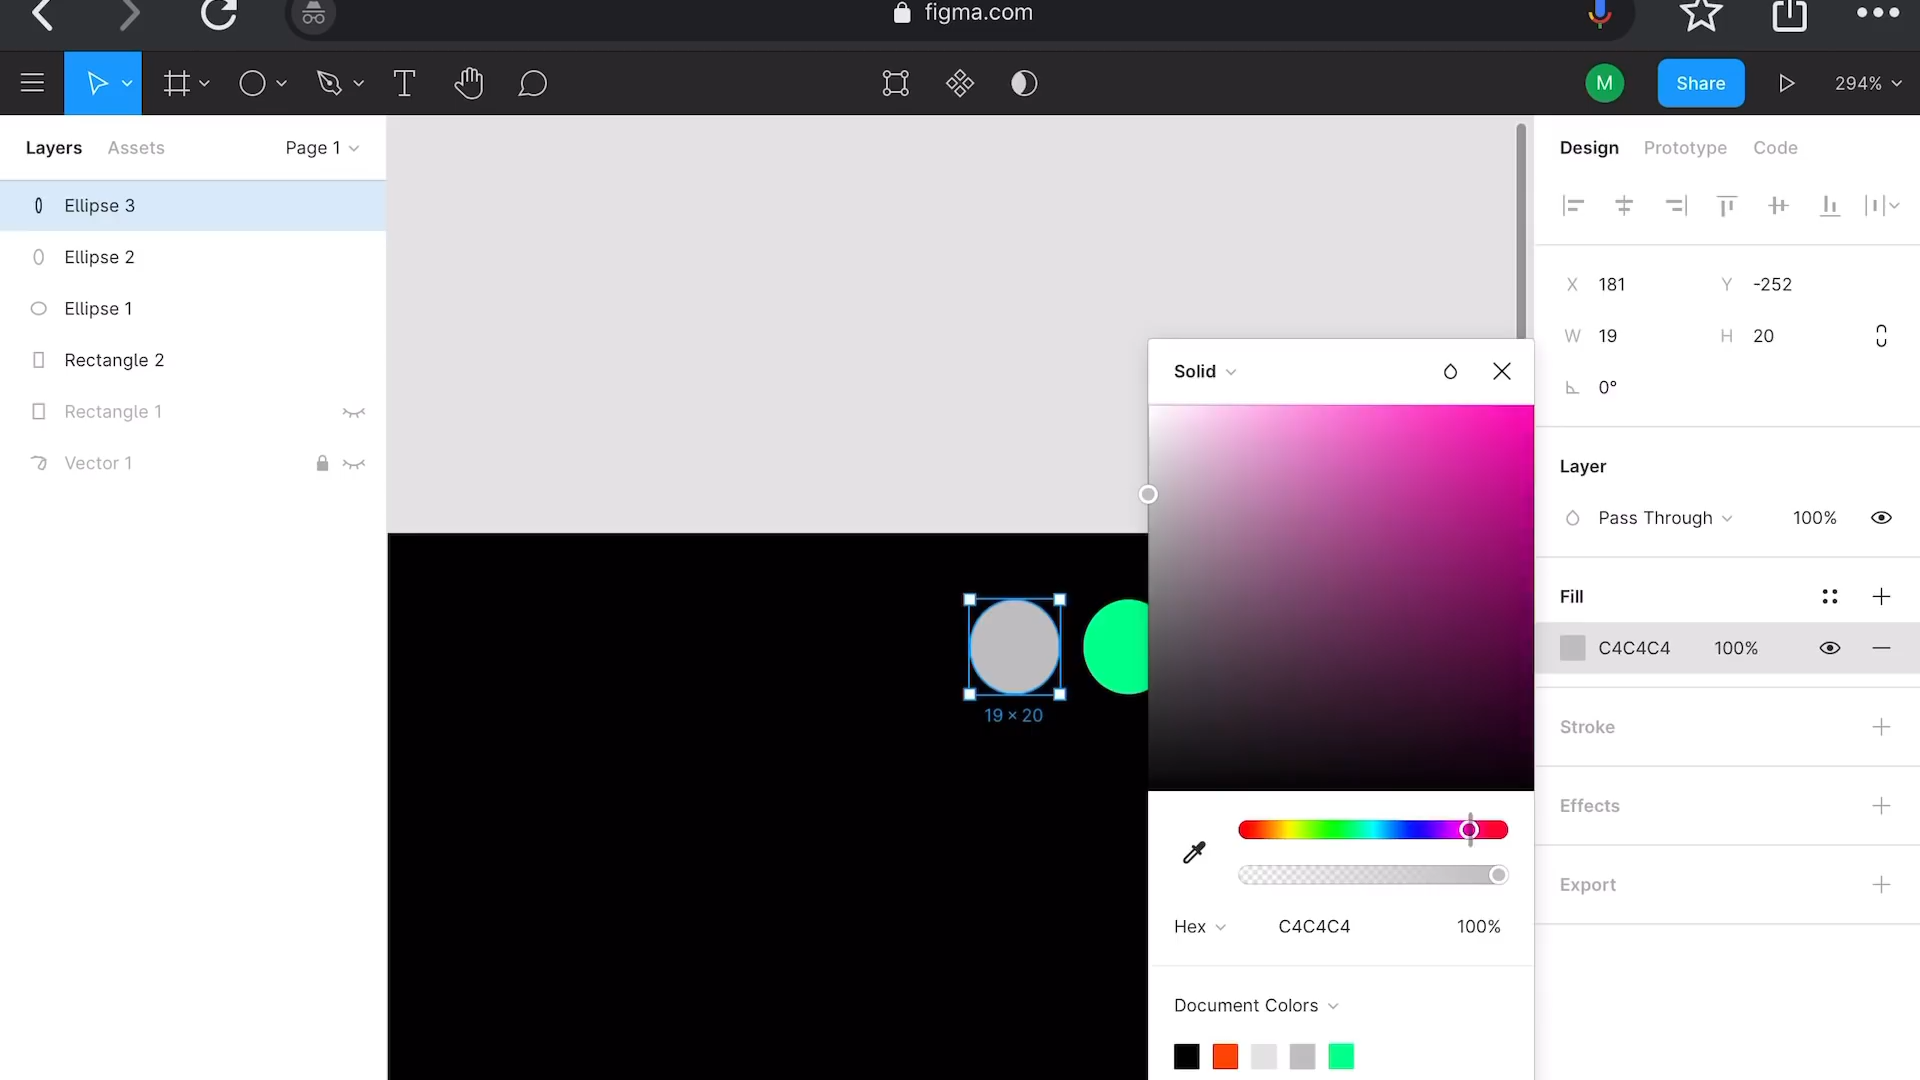 figma.com
M
Share
294%
Layers
Assets
Page 1
Design
Prototype
Code
Ellipse 3
Ellipse 2
Ellipse 1
Rectangle 2
Rectangle 1
Vector 1
X 181
Y -252
W 19
H 20
0°
Layer
Pass Through
100%
Fill
C4C4C4
100%
Stroke
Effects
Export
Solid
Hex
C4C4C4
100%
Document Colors
19 × 20